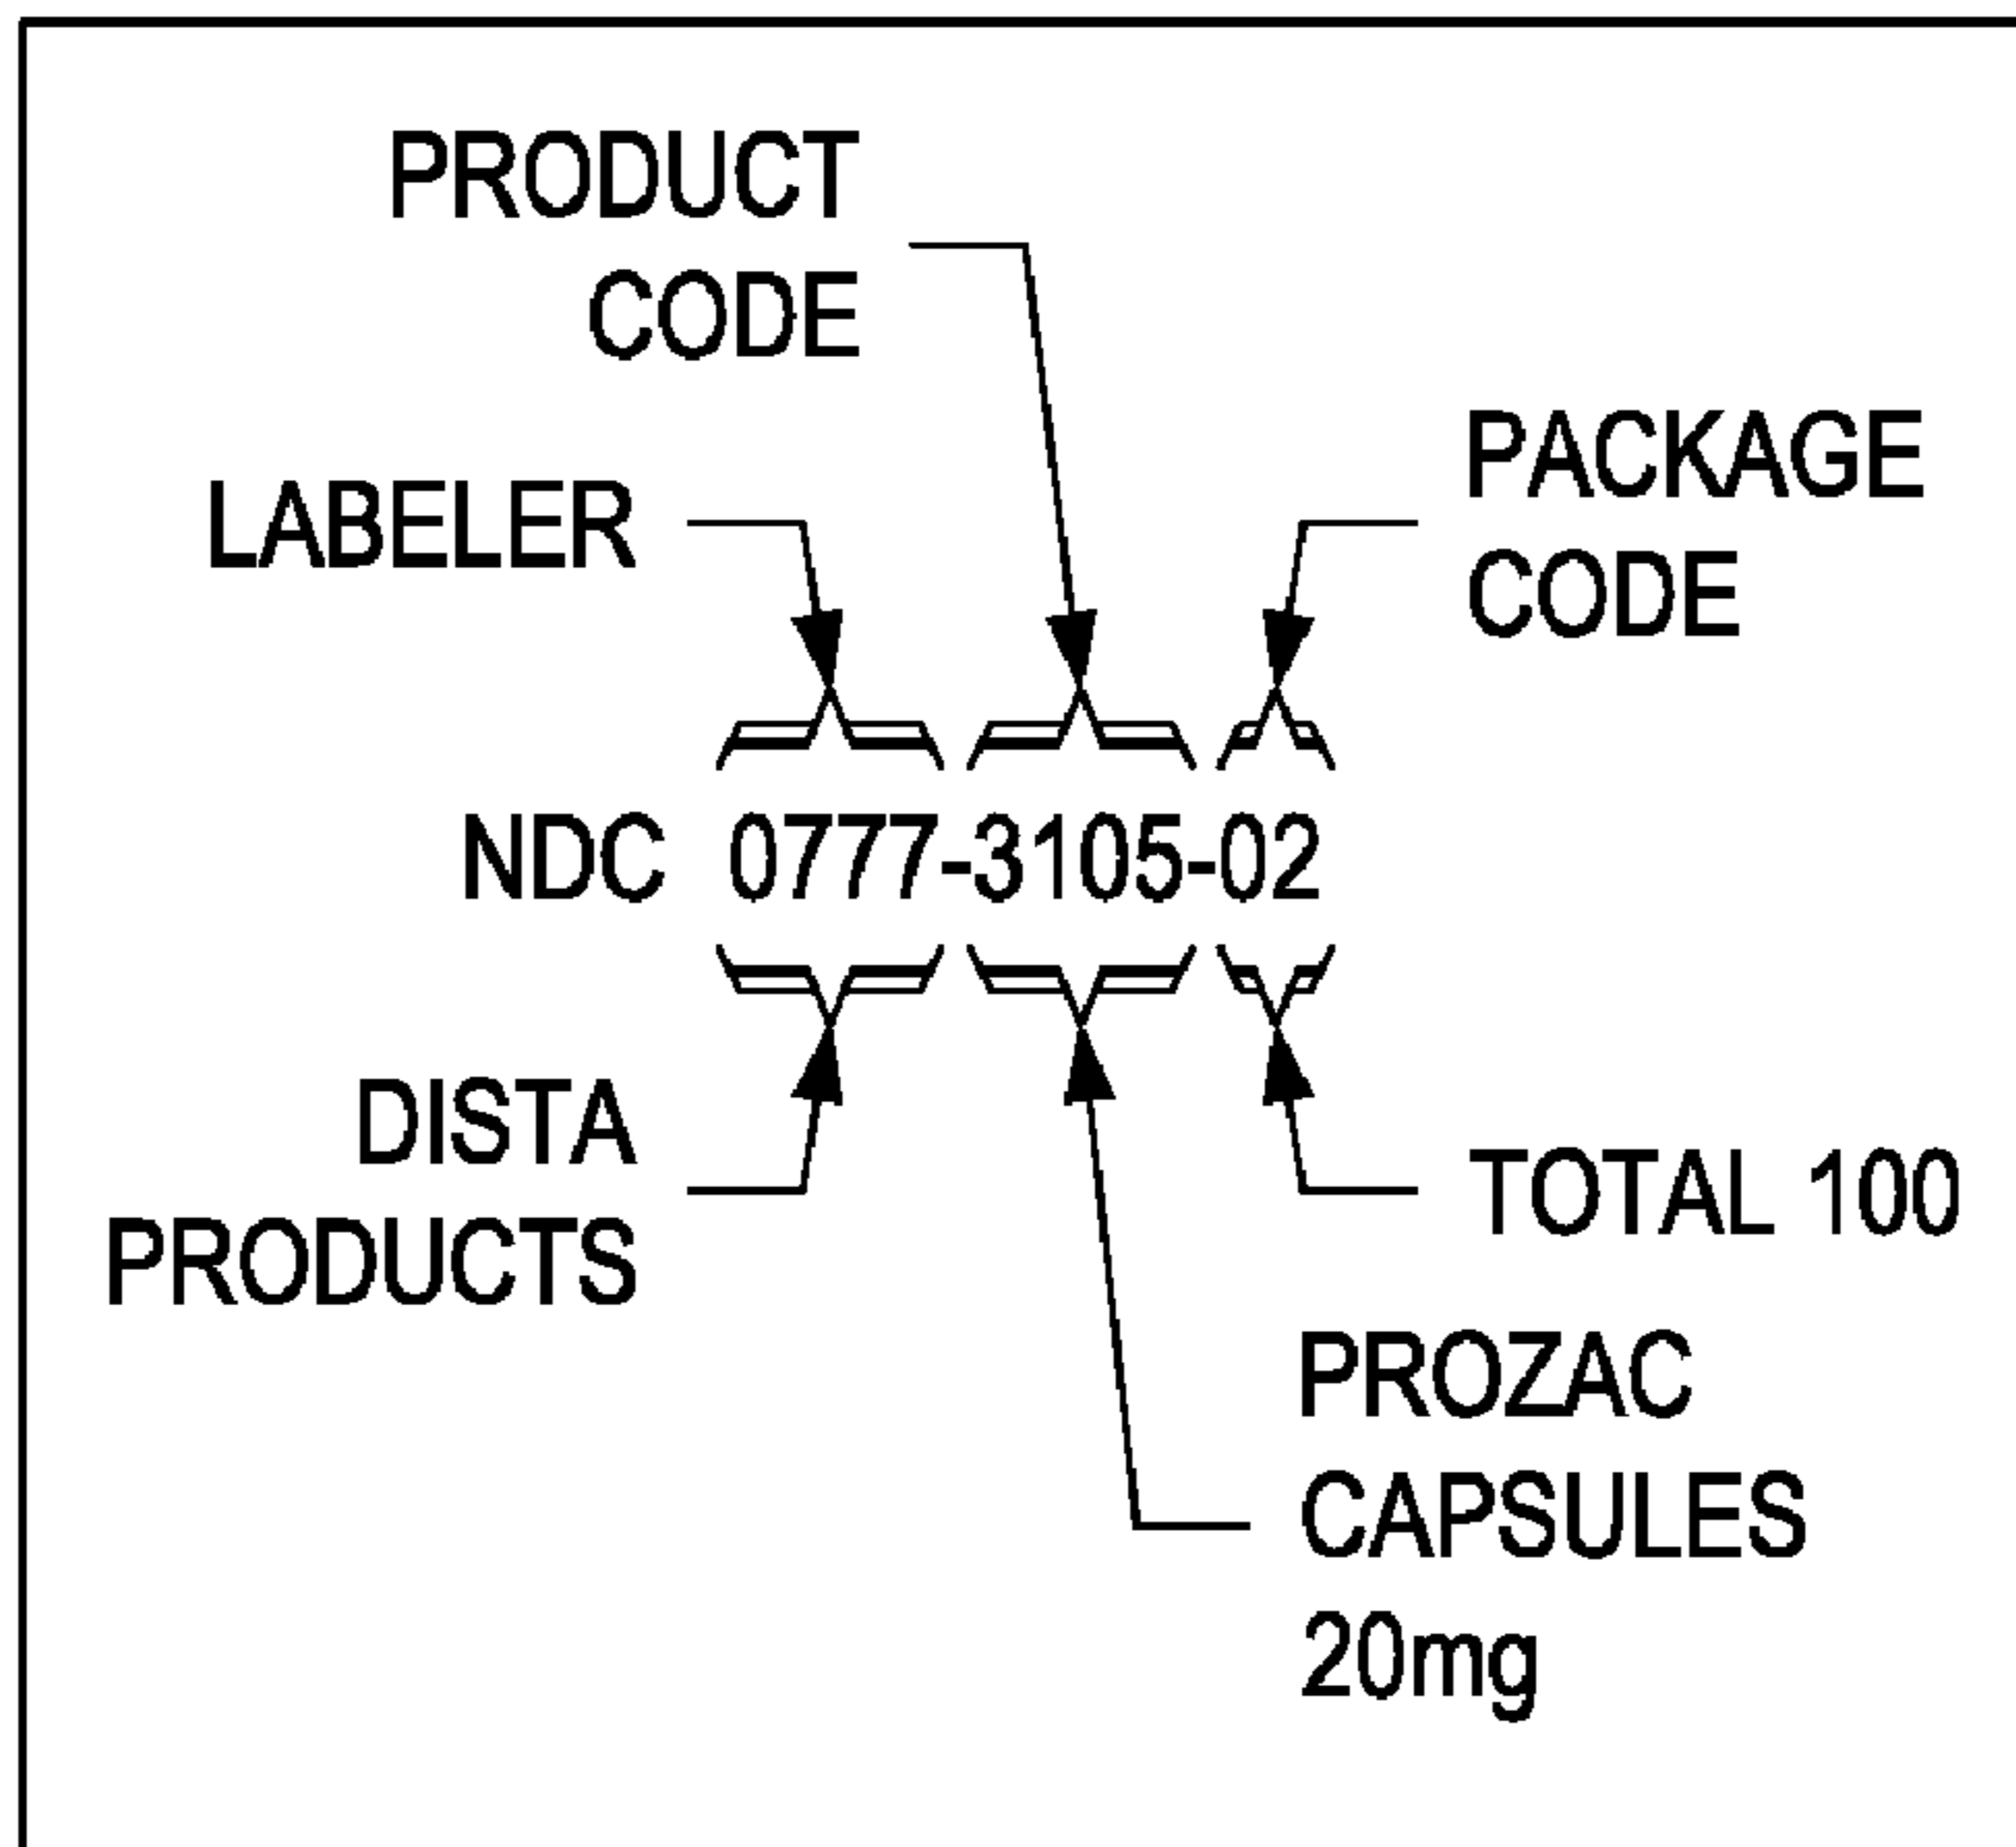 PRODUCT
CODE
LABELER
PACKAGE
CODE
NDC 0777-3105-02
DISTA
PRODUCTS
TOTAL 100
PROZAC
CAPSULES
20mg